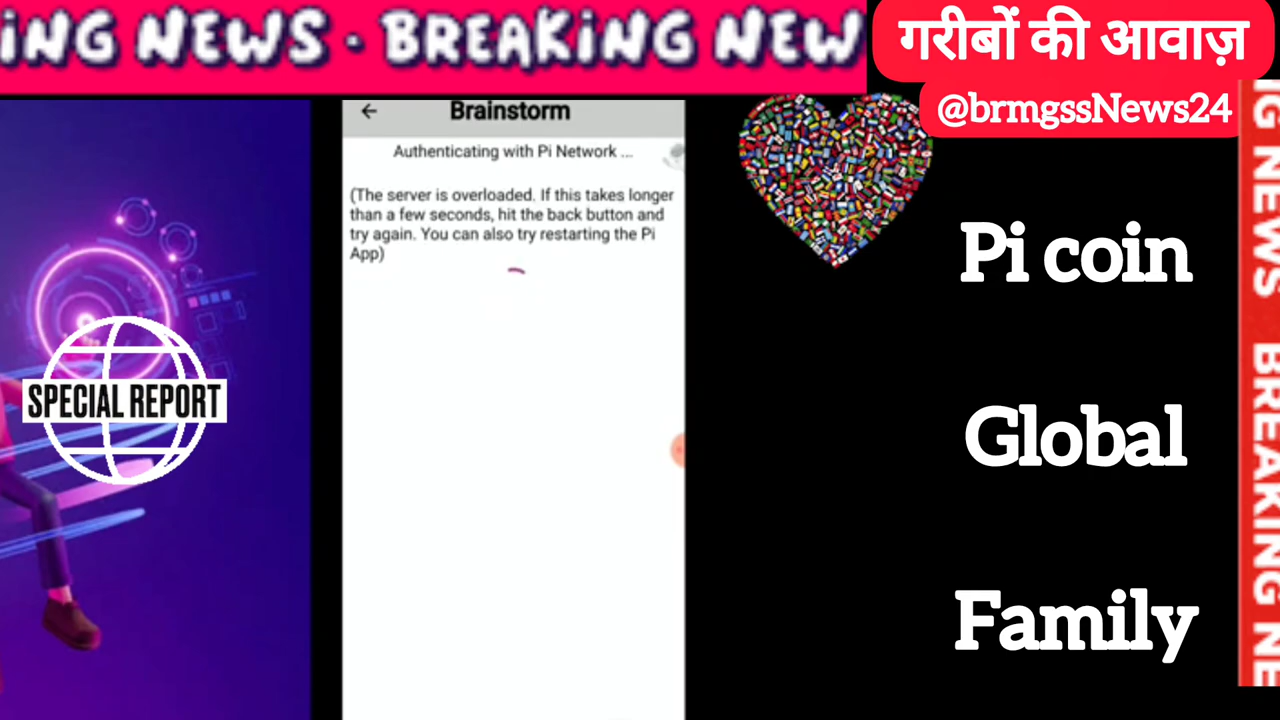 ING NEWS - BREAKING NEW
गरीबों की आवाज़
@brmgssNews24
Brainstorm
Authenticating with Pi Network ...
(The server is overloaded. If this takes longer
than a few seconds, hit the back button and
try again. You can also try restarting the Pi
App)
SPECIAL REPORT
Pi coin
Global
Family
NG NEWS BREAKING NE